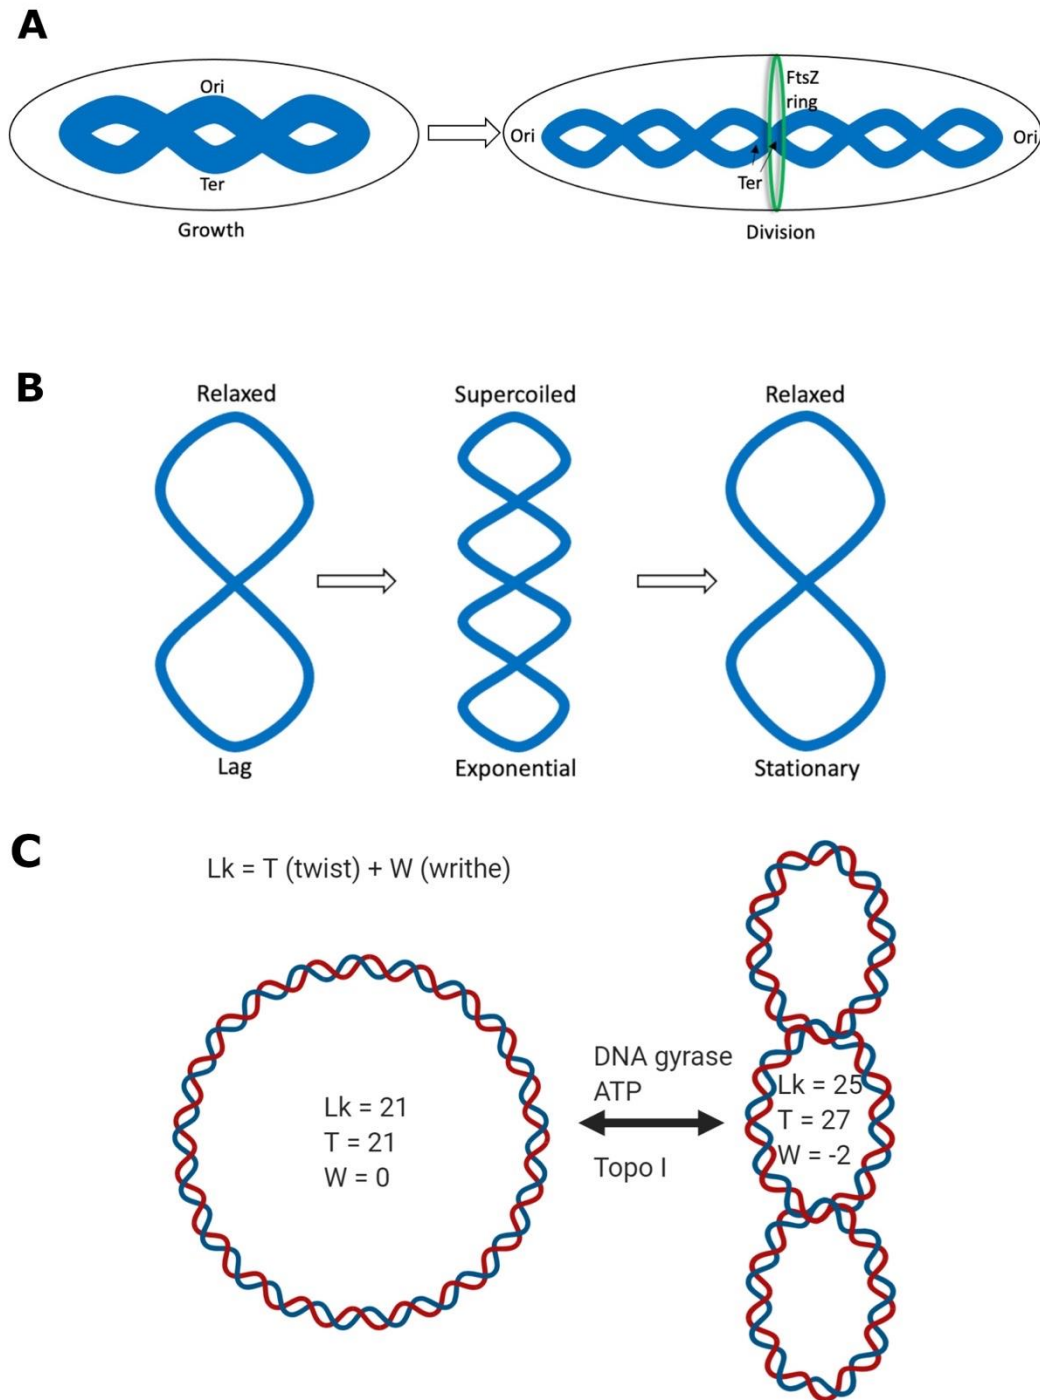 A
Ori
Ter
Growth
Ori
FtsZ
ring
Ter
Ori
Division
B
Relaxed
Supercoiled
Relaxed
Lag
Exponential
Stationary
C
Lk = T (twist) + W (writhe)
Lk = 21
T = 21
W = 0
DNA gyrase
ATP
Topo I
Lk = 25
T = 27
W = -2